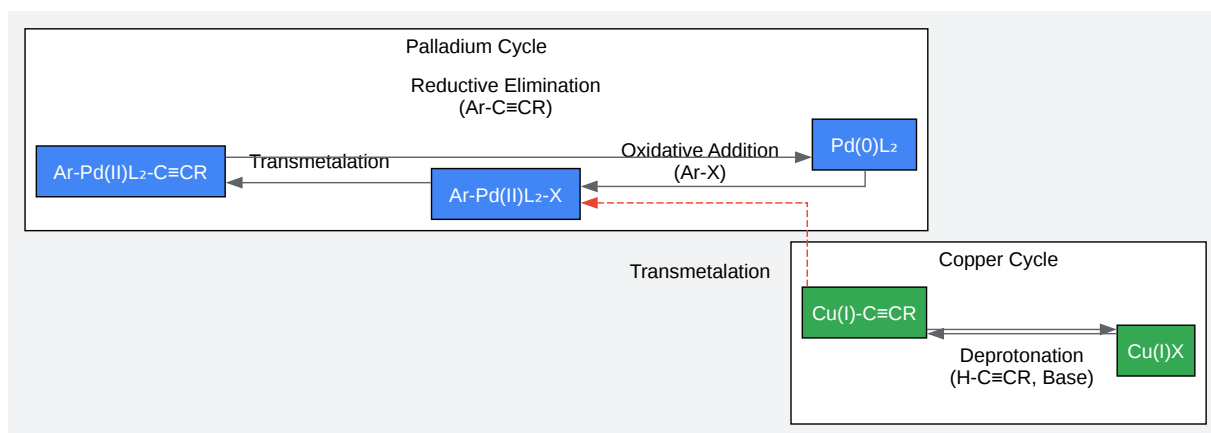 Palladium Cycle
Reductive Elimination
(Ar-C≡CR)
Pd(0)L₂
Oxidative Addition
(Ar-X)
Transmetalation
Ar-Pd(II)L₂-C≡CR
Ar-Pd(II)L₂-X
Transmetalation
Copper Cycle
Cu(I)-C≡CR
Cu(I)X
Deprotonation
(H-C≡CR, Base)